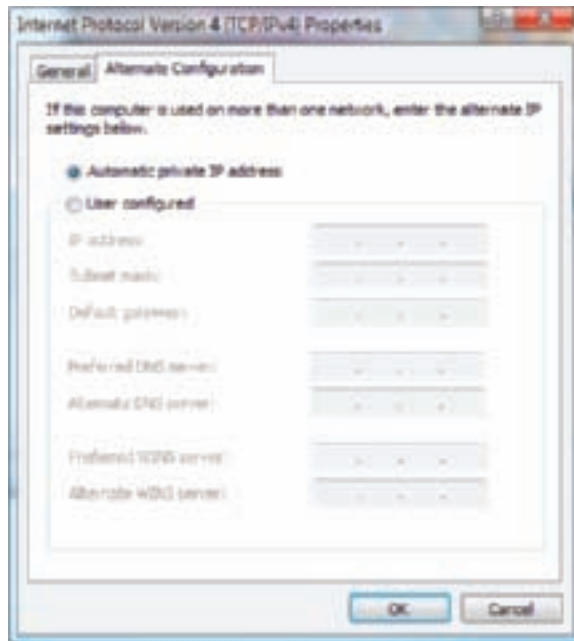 Internet Protocol Version 4 (TCP/IPv4) Properties
General
Alternate Configuration
If this computer is used on more than one network, enter the alternate IP
settings below.
Automatic private IP address
User configured
IP address:
Subnet mask:
Default gateway:
Preferred DNS server:
Alternate DNS server:
Preferred WINS server:
Alternate WINS server:
OK
Cancel